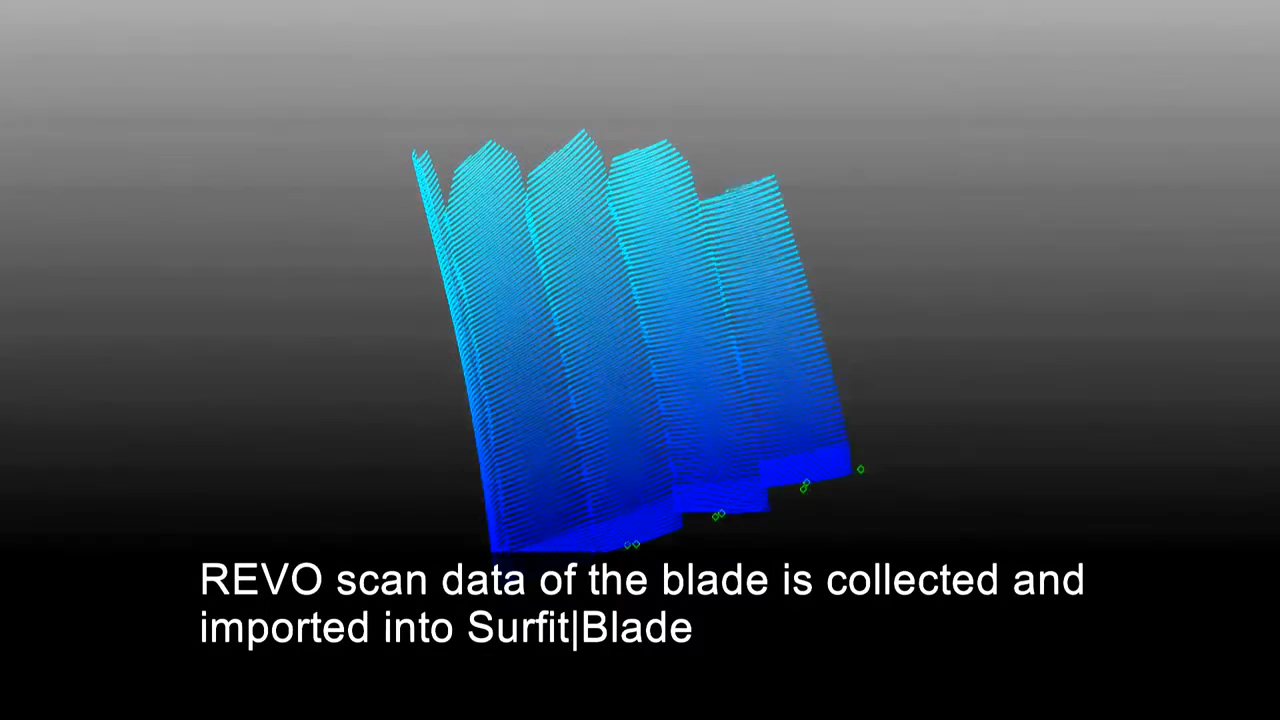 REVO scan data of the blade is collected and
imported into Surfit|Blade